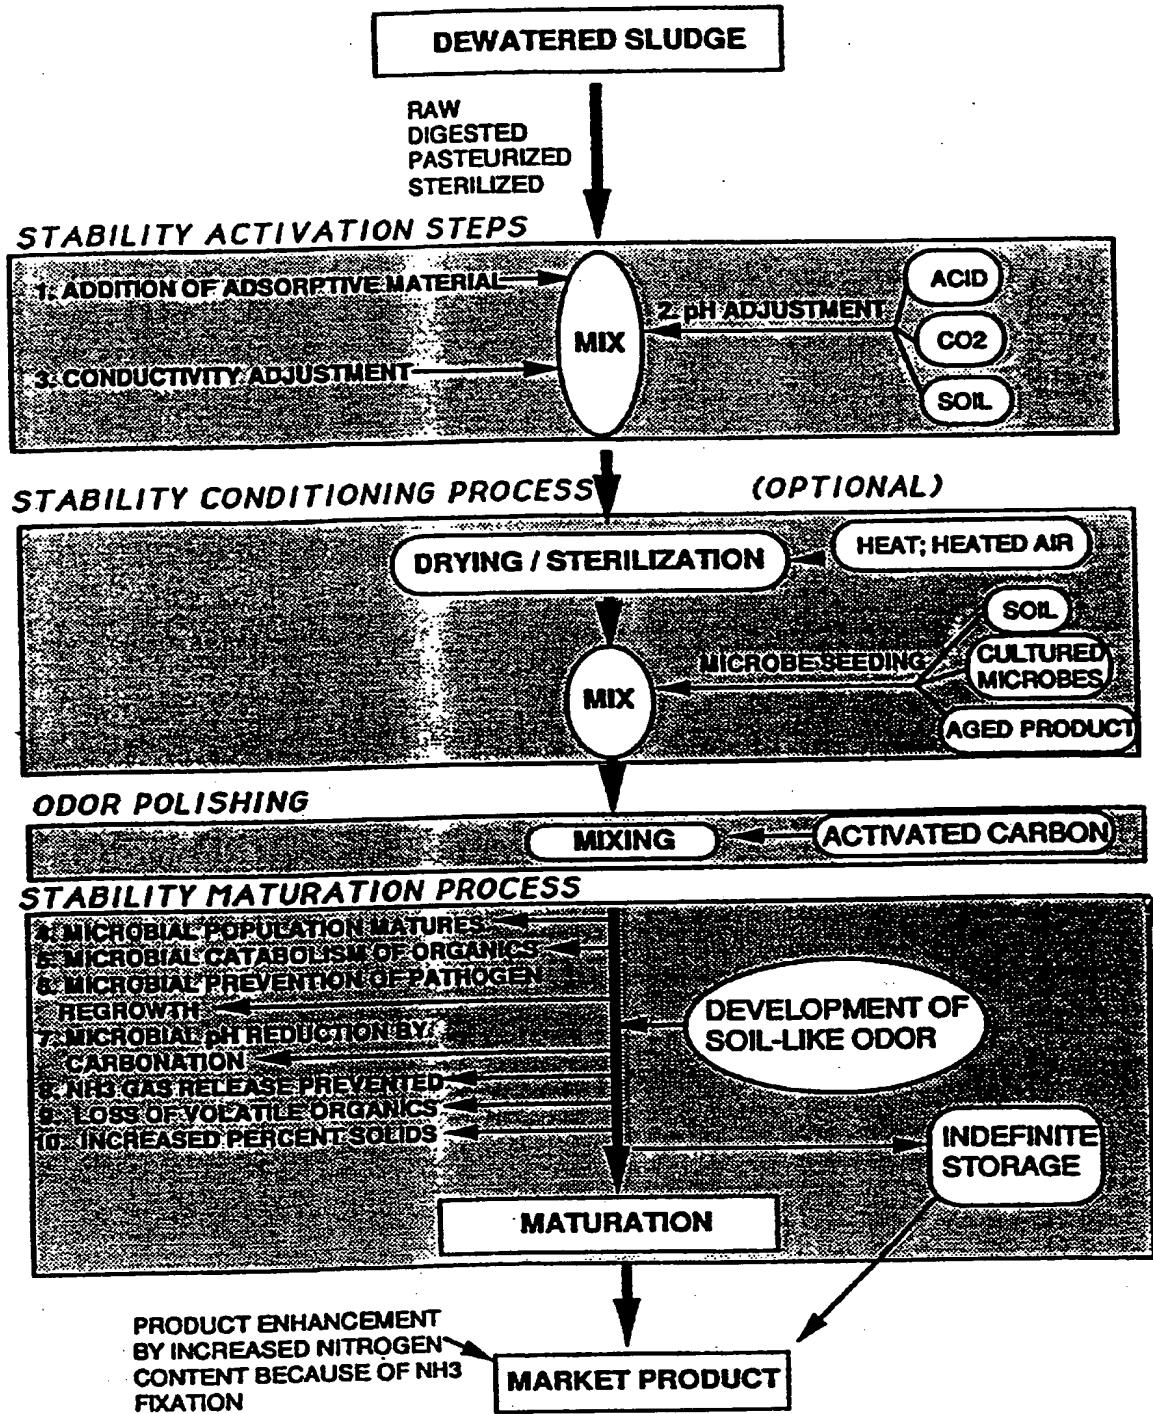 DEWATERED SLUDGE
RAW
DIGESTED
PASTEURIZED
STERILIZED
STABILITY ACTIVATION STEPS
1. ADDITION OF ADSORPTIVE MATERIAL
ACID
2. pH ADJUSTMENT
MIX
CO2
3. CONDUCTIVITY ADJUSTMENT
SOIL
STABILITY CONDITIONING PROCESS (OPTIONAL)
DRYING / STERILIZATION
HEAT; HEATED AIR
SOIL
MICROBE SEEDING
CULTURED
MICROBES
MIX
AGED PRODUCT
ODOR POLISHING
MIXING
ACTIVATED CARBON
STABILITY MATURATION PROCESS
4. MICROBIAL POPULATION MATURES
5. MICROBIAL CATABOLISM OF ORGANICS
6. MICROBIAL PREVENTION OF PATHOGEN
REGROWTH
7. MICROBIAL pH REDUCTION BY
CARBONATION
8. NH3 GAS RELEASE PREVENTED
9. LOSS OF VOLATILE ORGANICS
10. INCREASED PERCENT SOLIDS
DEVELOPMENT OF
SOIL-LIKE ODOR
INDEFINITE
STORAGE
MATURATION
PRODUCT ENHANCEMENT
BY INCREASED NITROGEN
CONTENT BECAUSE OF NH3
FIXATION
MARKET PRODUCT